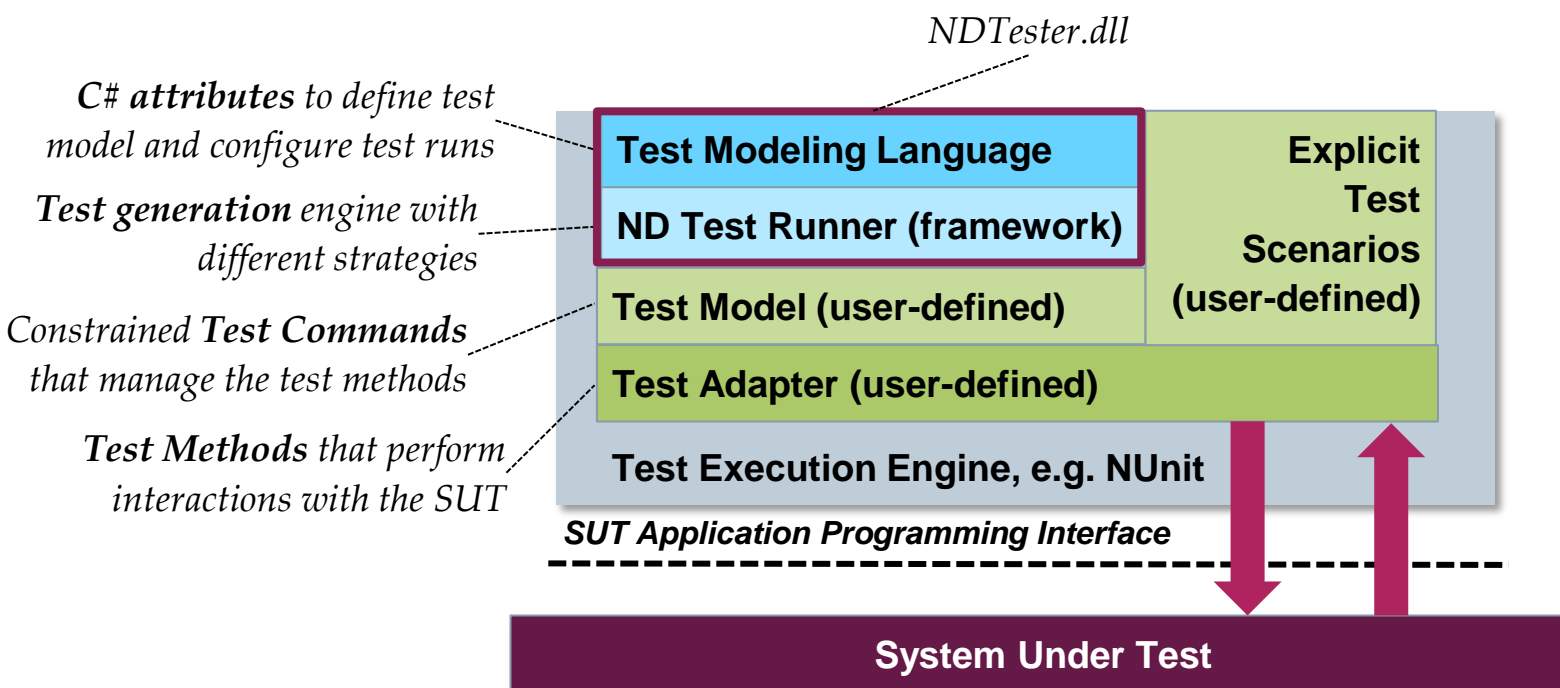 NDTester.dll
C# attributes to define test
model and configure test runs
Test generation engine with
different strategies
Constrained Test Commands
that manage the test methods
Test Methods that perform
interactions with the SUT
Test Modeling Language
ND Test Runner (framework)
Test Model (user-defined)
Explicit
Test
Scenarios
(user-defined)
Test Adapter (user-defined)
Test Execution Engine, e.g. NUnit
SUT Application Programming Interface
System Under Test